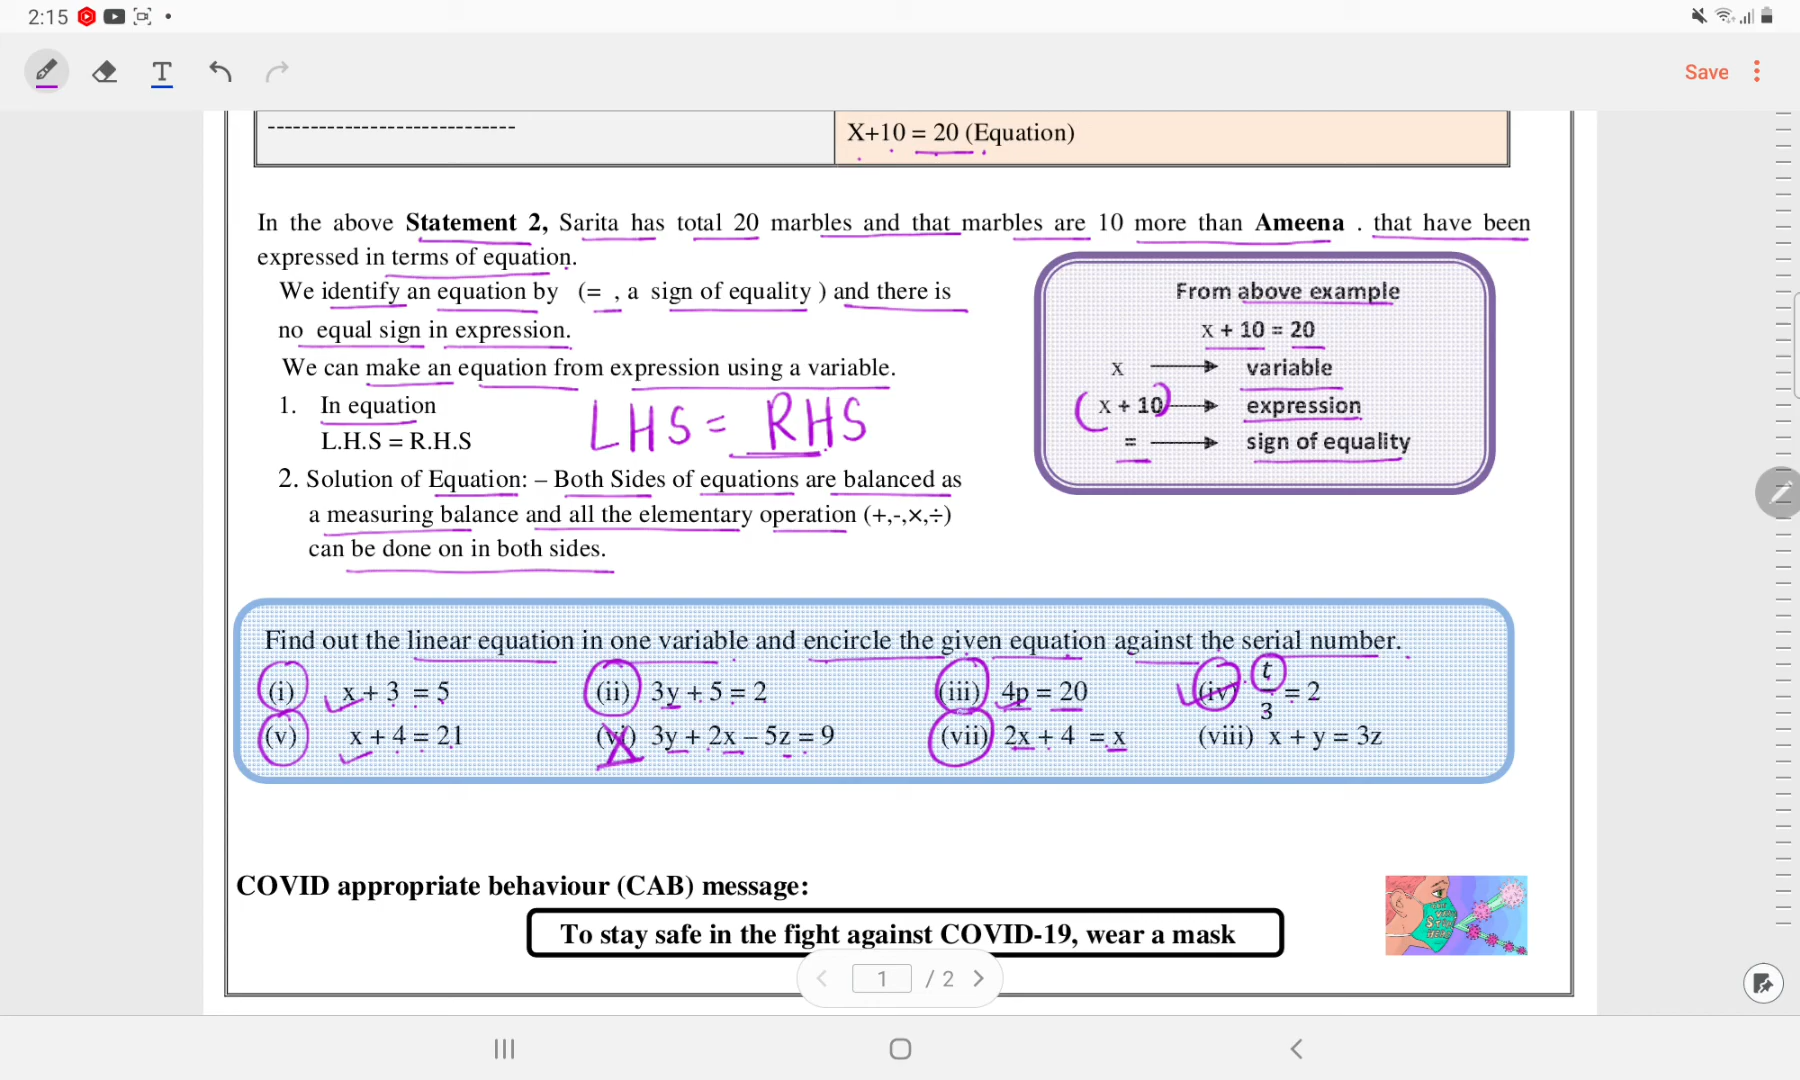 2:15
Save
------------------------------
X+10 = 20 (Equation)
In the above Statement 2, Sarita has total 20 marbles and that marbles are 10 more than Ameena . that have been
expressed in terms of equation.
We identify an equation by (= , a sign of equality ) and there is
no equal sign in expression.
We can make an equation from expression using a variable.
1. In equation
L.H.S = R.H.S
LHS = RHS
2. Solution of Equation: – Both Sides of equations are balanced as
a measuring balance and all the elementary operation (+,-,×,÷)
can be done on in both sides.
From above example
x + 10 = 20
x → variable
(x + 10) → expression
= → sign of equality
Find out the linear equation in one variable and encircle the given equation against the serial number.
(i) x + 3 = 5 (ii) 3y + 5 = 2 (iii) 4p = 20 (iv) t/3 = 2
(v) x + 4 = 21 (vi) 3y + 2x – 5z = 9 (vii) 2x + 4 = x (viii) x + y = 3z
COVID appropriate behaviour (CAB) message:
To stay safe in the fight against COVID-19, wear a mask
1 / 2